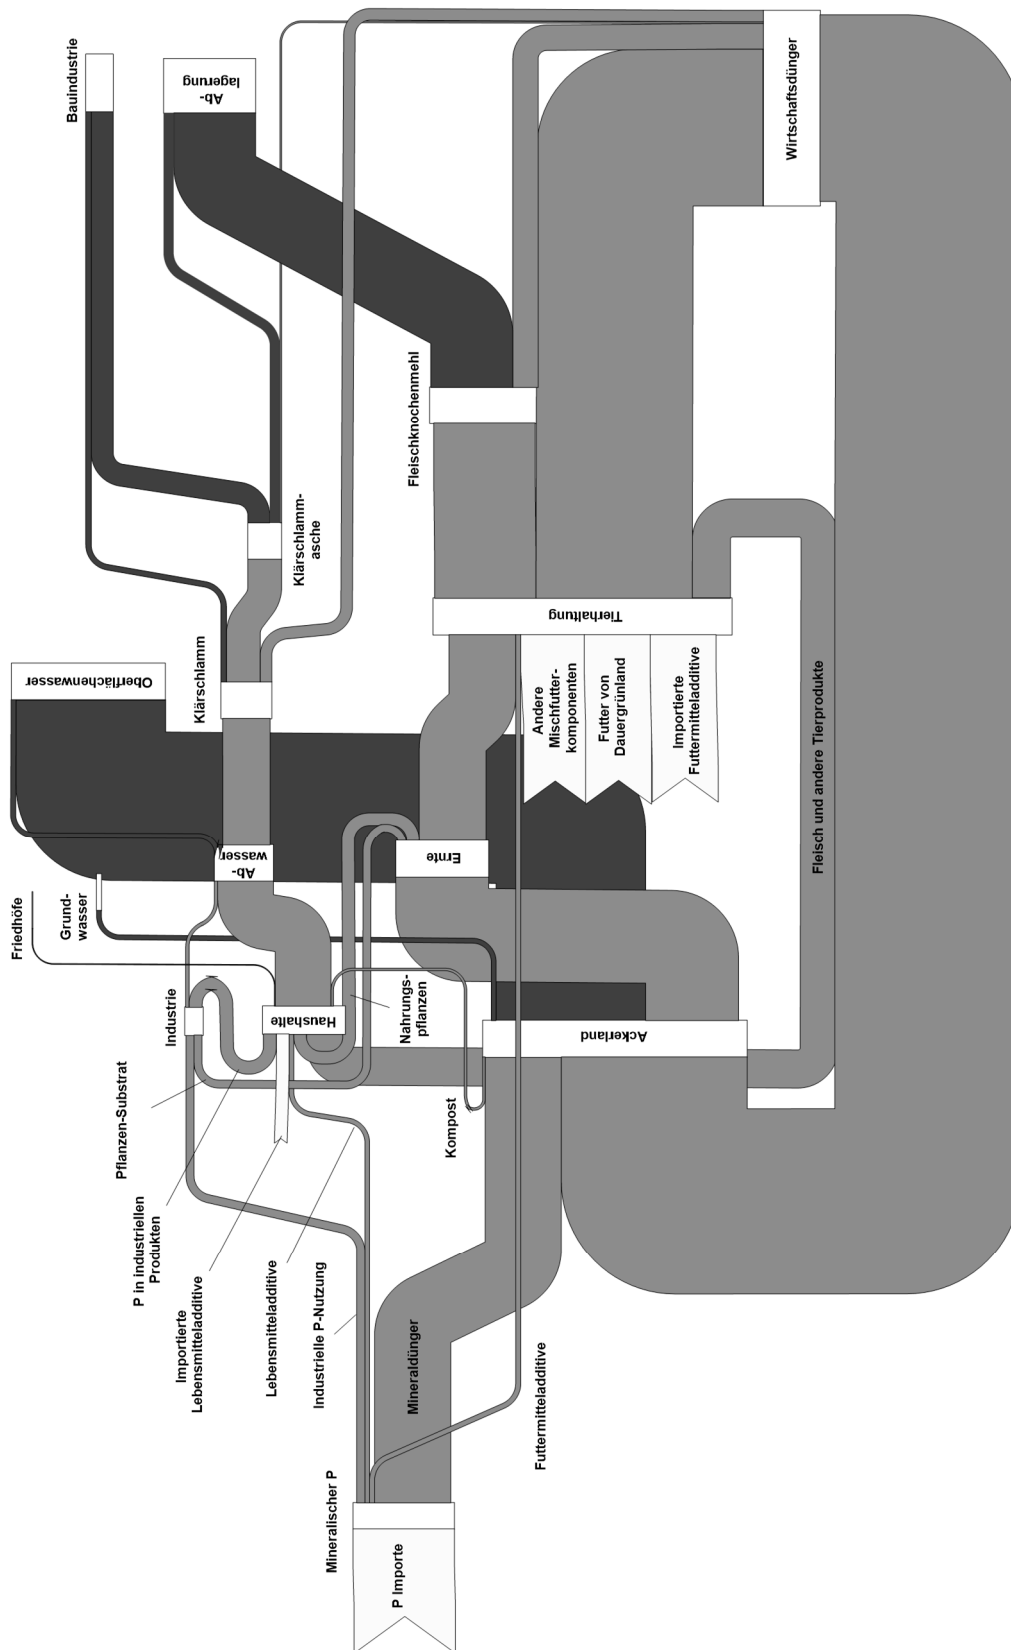 Bauindustrie
Ab-
lagerung
Wirtschaftsdünger
Fleischknochenmehl
Klärschlamm-
asche
Klärschlamm
Oberflächenwasser
Tierhaltung
Andere
Mischfutter-
komponenten
Futter von
Dauergrünland
Importierte
Futtermitteladditive
Fleisch und andere Tierprodukte
Ab-
wasser
Ernte
Friedhöfe
Grund-
wasser
Industrie
Haushalte
Nahrungs-
pflanzen
Ackerland
Pflanzen-Substrat
Kompost
P in industriellen
Produkten
Importierte
Lebensmitteladditive
Lebensmitteladditive
Industrielle P-Nutzung
Mineraldünger
Futtermitteladditive
Mineralischer P
P Importe